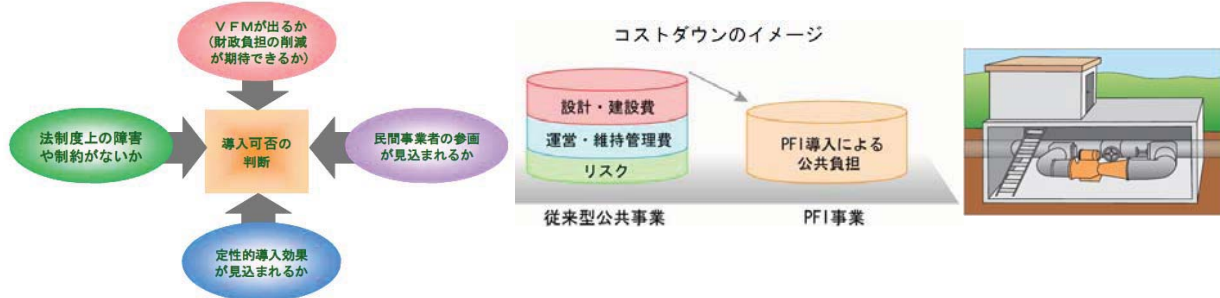 VFMが出るか
(財政負担の削減
が期待できるか)
法制度上の障害
や制約がないか
導入可否の
判断
民間事業者の参画
が見込まれるか
定性的導入効果
が見込まれるか
コストダウンのイメージ
設計・建設費
運営・維持管理費
リスク
PFI導入による
公共負担
従来型公共事業
PFI事業